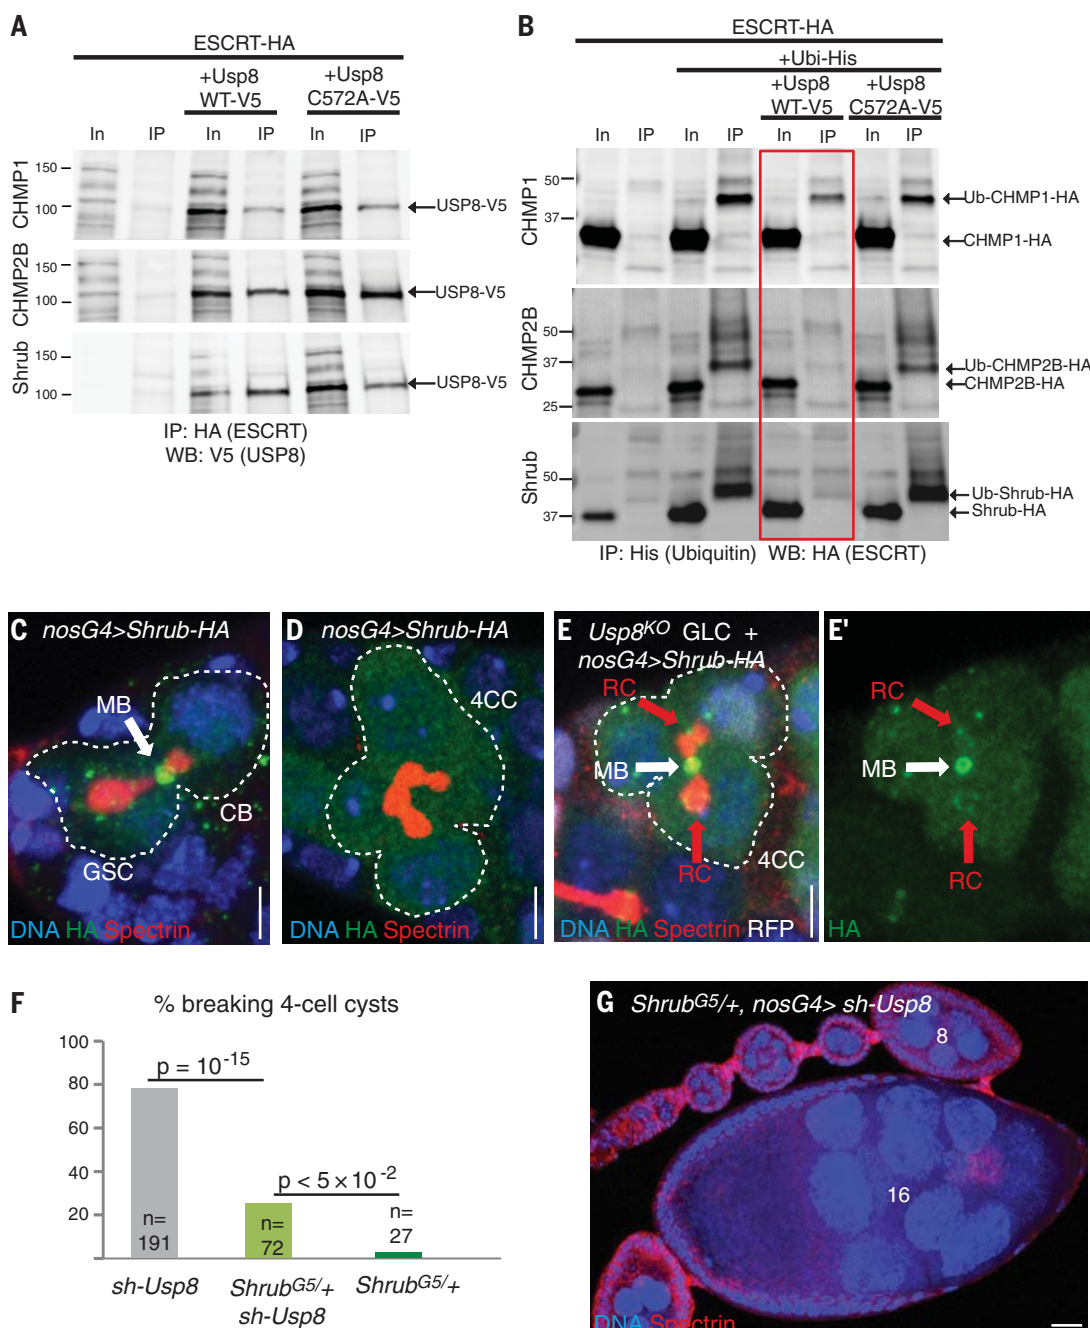 A
ESCRT-HA
+Usp8
WT-V5
+Usp8
C572A-V5
In IP In IP In IP
CHMP1
150
100
USP8-V5
CHMP2B
150
100
USP8-V5
Shrub
150
100
USP8-V5
IP: HA (ESCRT)
WB: V5 (USP8)
B
ESCRT-HA
+Ubi-His
+Usp8
WT-V5
+Usp8
C572A-V5
In IP In IP In IP In IP
CHMP1
50
37
Ub-CHMP1-HA
CHMP1-HA
CHMP2B
50
37
25
Ub-CHMP2B-HA
CHMP2B-HA
Shrub
50
37
Ub-Shrub-HA
Shrub-HA
IP: His (Ubiquitin) WB: HA (ESCRT)
C nosG4>Shrub-HA
MB
CB
GSC
DNA HA Spectrin
D nosG4>Shrub-HA
4CC
DNA HA Spectrin
E Usp8KO GLC +
nosG4>Shrub-HA
RC
MB
RC
4CC
DNA HA Spectrin RFP
E'
RC
MB
RC
HA
F
% breaking 4-cell cysts
100
80
60
40
20
p = 10-15
p < 5 × 10-2
n=
191
n=
72
n=
27
sh-Usp8
ShrubG5/+
sh-Usp8
ShrubG5/+
G ShrubG5/+, nosG4> sh-Usp8
8
16
DNA Spectrin